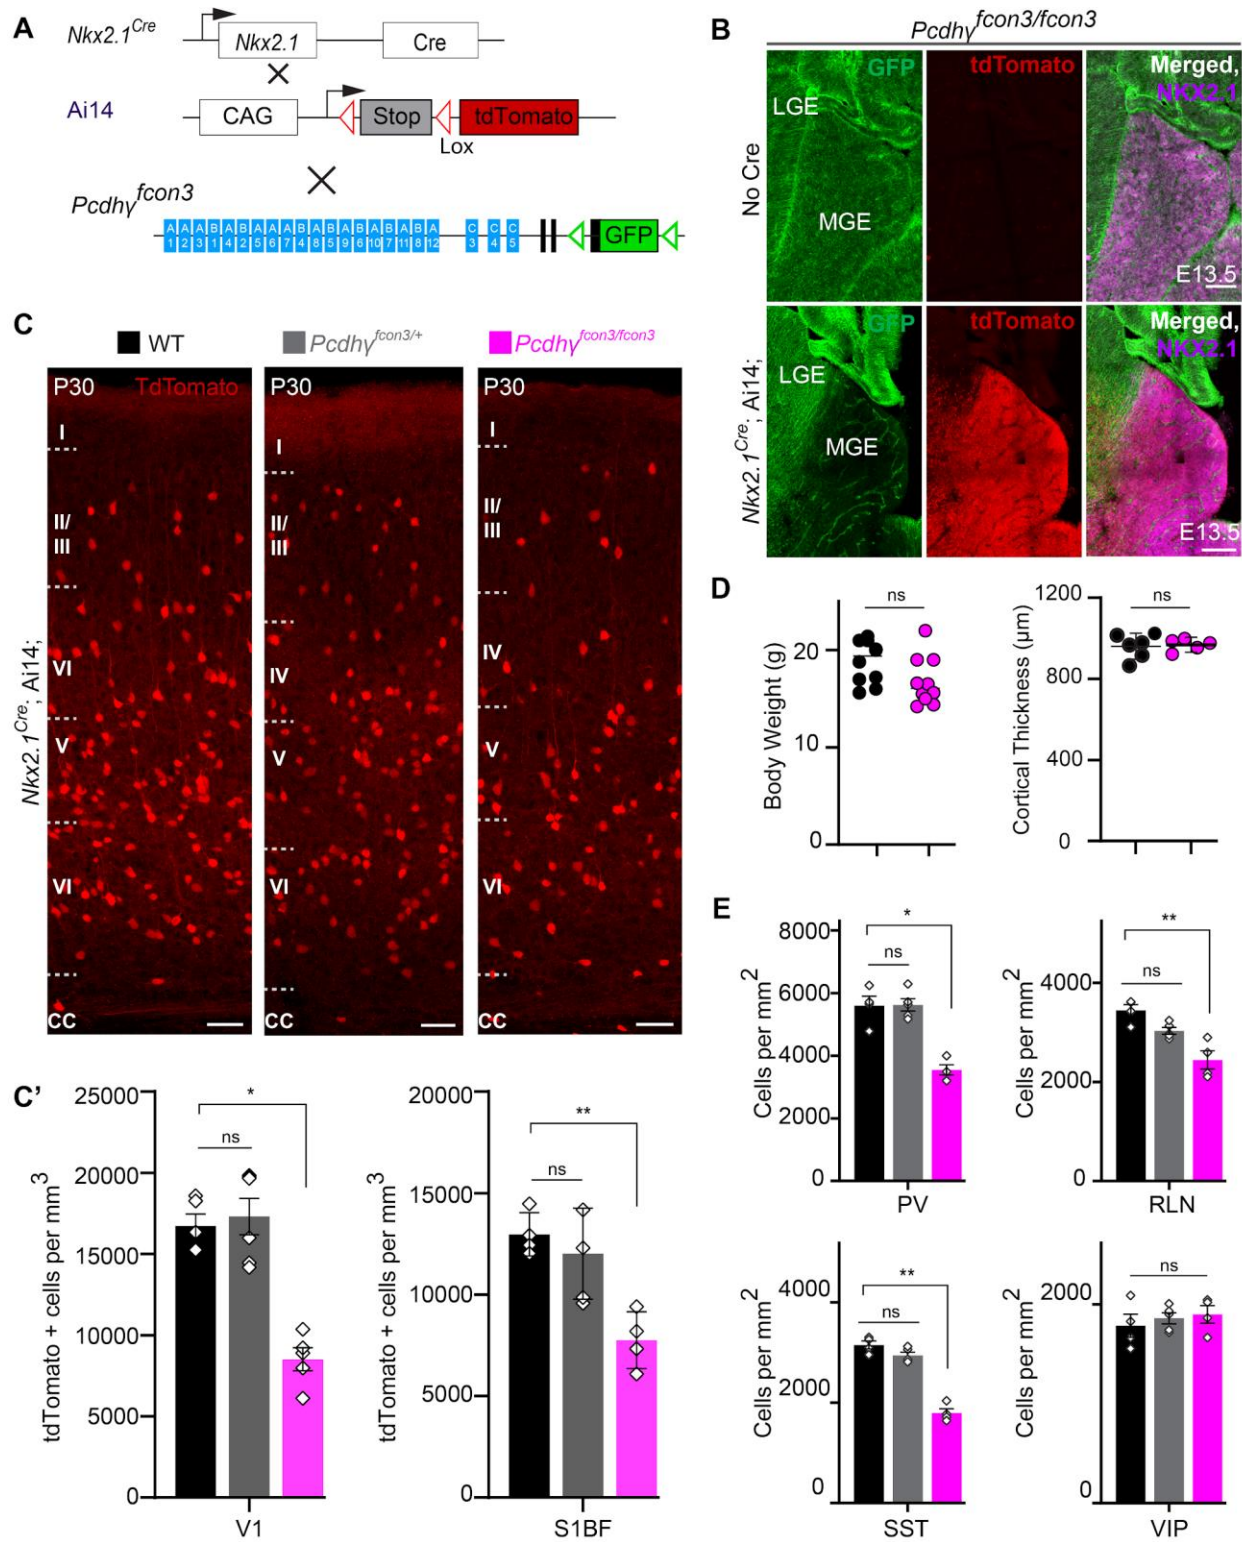 A
Nkx2.1Cre
Nkx2.1
Cre
Ai14
CAG
Stop
tdTomato
Lox
Pcdhγfcon3
A A A B A B A A A B A B A B A B A A C C C
1 2 3 1 4 2 5 6 7 4 8 5 9 6 10 7 11 8 12 3 4 5
GFP
B
Pcdhγfcon3/fcon3
No Cre
GFP
tdTomato
Merged,
NKX2.1
LGE
MGE
E13.5
Nkx2.1Cre; Ai14;
GFP
tdTomato
Merged,
NKX2.1
LGE
MGE
E13.5
C
WT
Pcdhγfcon3/+
Pcdhγfcon3/fcon3
Nkx2.1Cre; Ai14;
P30
TdTomato
I
II/
III
VI
V
VI
CC
P30
I
II/
III
IV
V
VI
CC
P30
I
II/
III
IV
V
VI
CC
C'
tdTomato + cells per mm3
25000
20000
15000
10000
5000
0
*
ns
V1
tdTomato + cells per mm3
20000
15000
10000
5000
0
**
ns
S1BF
D
Body Weight (g)
20
10
0
ns
Cortical Thickness (µm)
1200
800
400
0
ns
E
Cells per mm2
8000
6000
4000
2000
0
*
ns
PV
Cells per mm2
4000
2000
0
**
ns
RLN
Cells per mm2
4000
2000
0
**
ns
SST
Cells per mm2
2000
0
ns
VIP